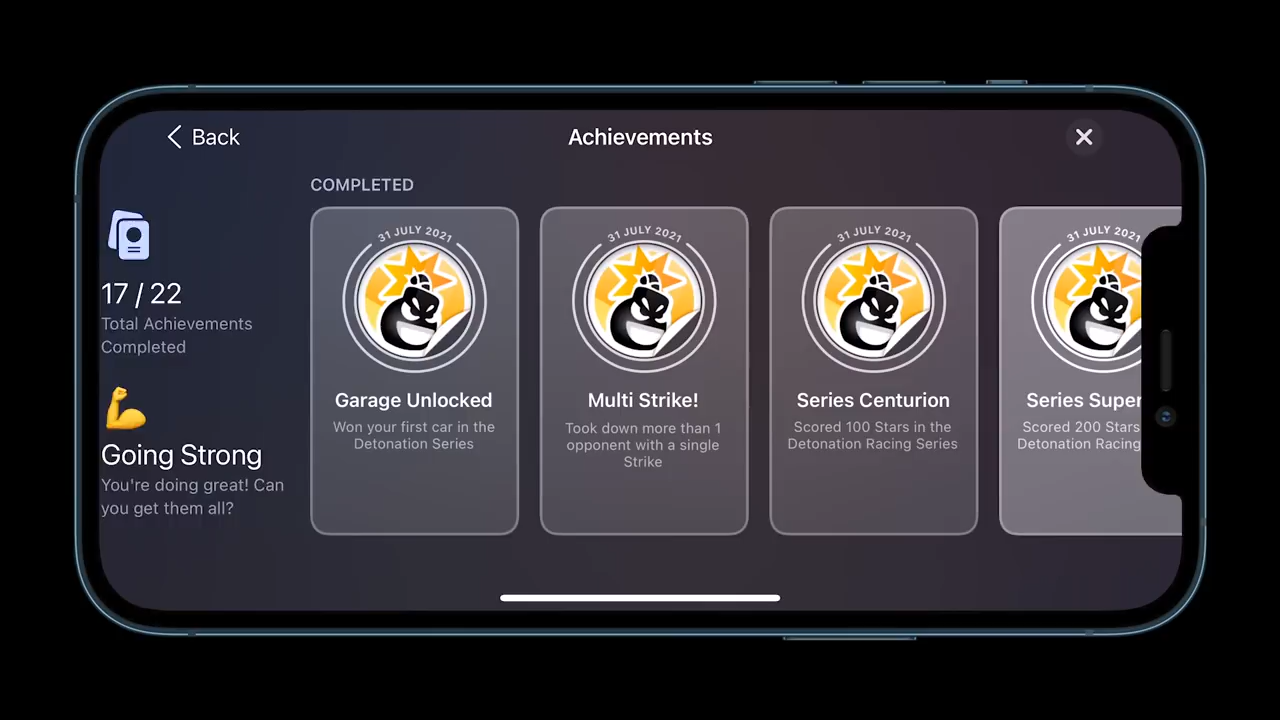 Back
Achievements
COMPLETED
17 / 22
Total Achievements
Completed
Going Strong
You're doing great! Can
you get them all?
31 JULY 2021
Garage Unlocked
Won your first car in the
Detonation Series
31 JULY 2021
Multi Strike!
Took down more than 1
opponent with a single
Strike
31 JULY 2021
Series Centurion
Scored 100 Stars in the
Detonation Racing Series
31 JULY 2021
Series Super
Scored 200 Stars
Detonation Racing